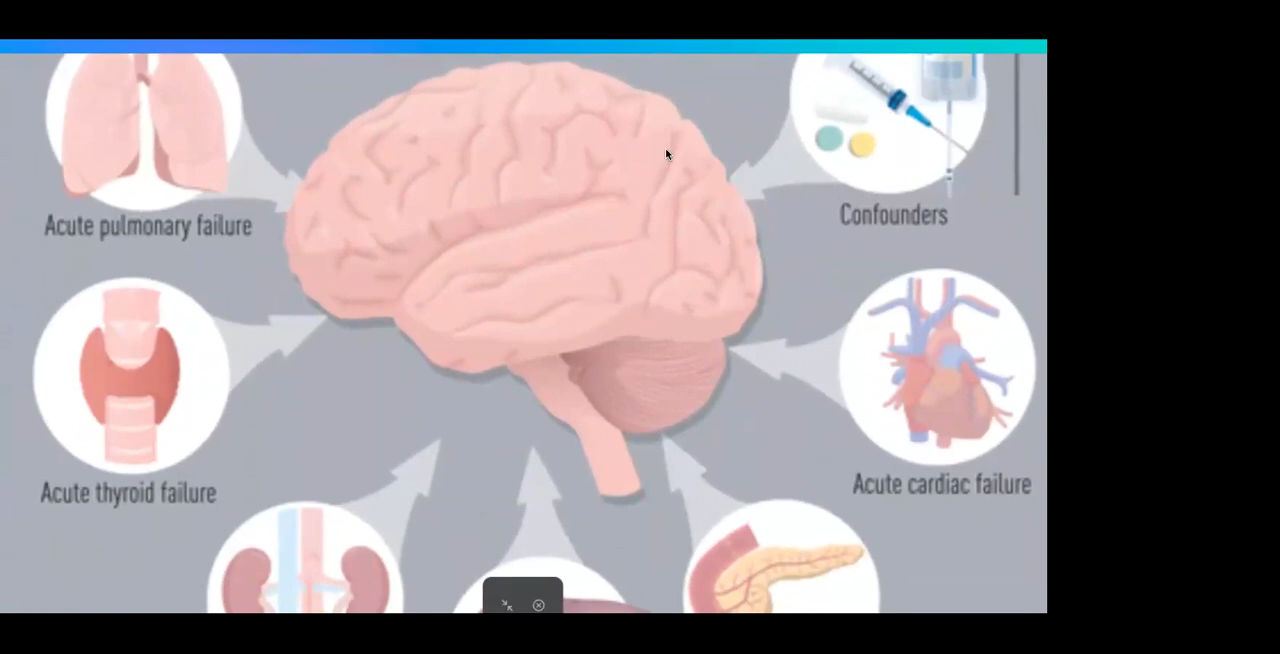 Acute pulmonary failure
Confounders
Acute thyroid failure
Acute cardiac failure